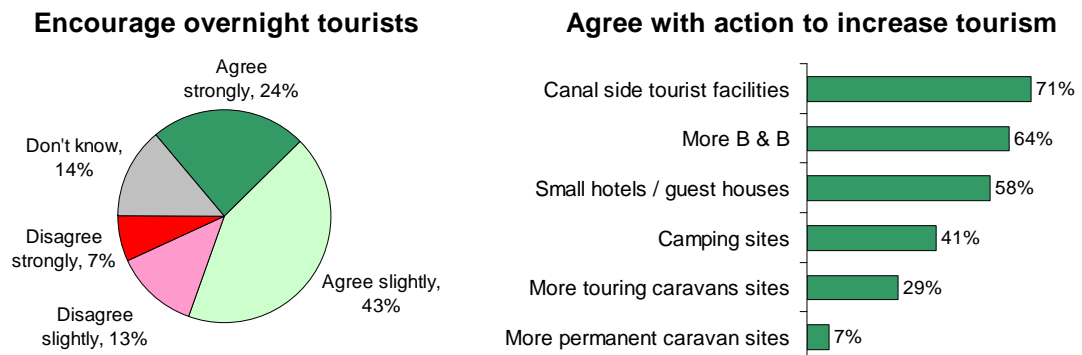 Encourage overnight tourists
Agree
strongly, 24%
Don't know,
14%
Disagree
strongly, 7%
Disagree
slightly, 13%
Agree slightly,
43%
Agree with action to increase tourism
Canal side tourist facilities 71%
More B & B 64%
Small hotels / guest houses 58%
Camping sites 41%
More touring caravans sites 29%
More permanent caravan sites 7%